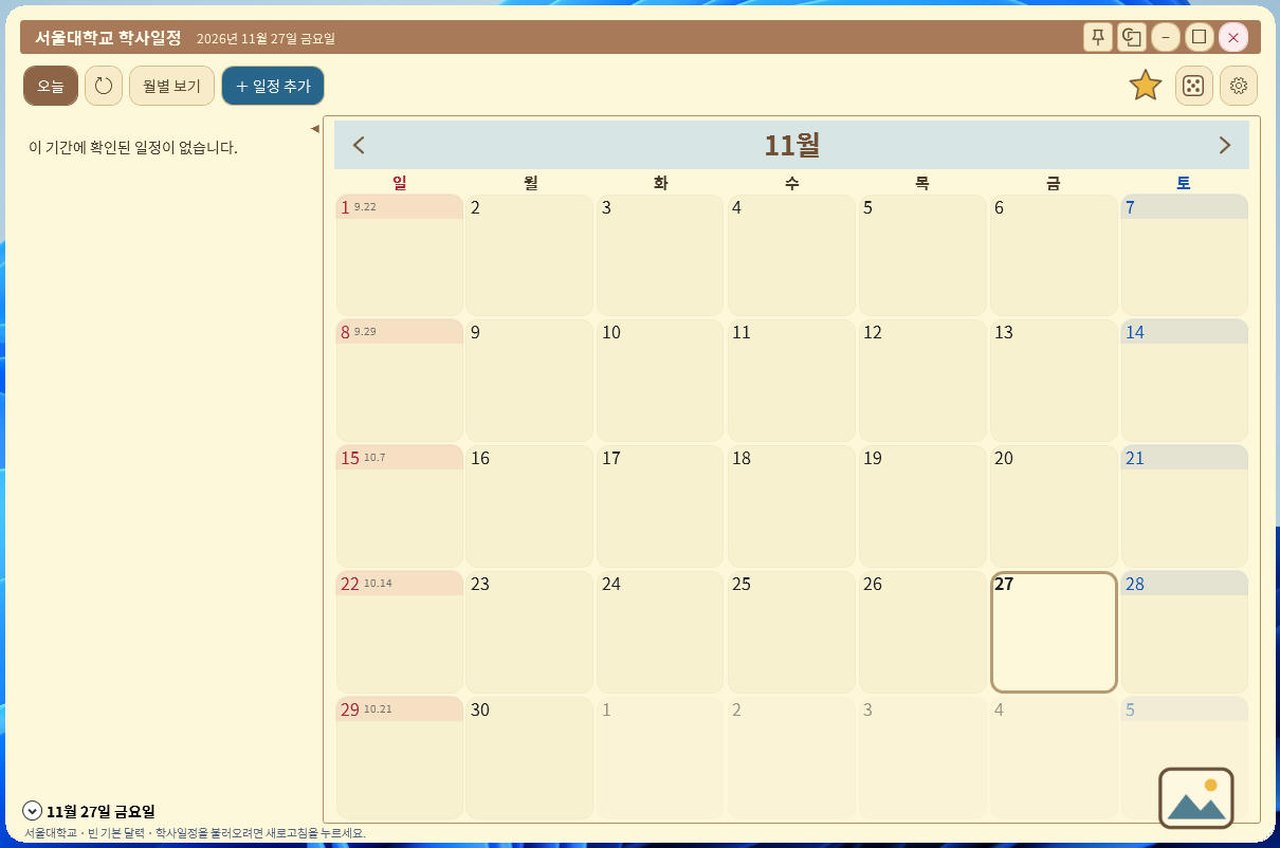 서울대학교 학사일정 2026년 11월 27일 금요일
오늘 월별 보기 + 일정 추가
이 기간에 확인된 일정이 없습니다.
11월
일 월 화 수 목 금 토
1 9.22 2 3 4 5 6 7
8 9.29 9 10 11 12 13 14
15 10.7 16 17 18 19 20 21
22 10.14 23 24 25 26 27 28
29 10.21 30 1 2 3 4 5
11월 27일 금요일
서울대학교 · 빈 기본 달력 · 학사일정을 불러오려면 새로고침을 누르세요.